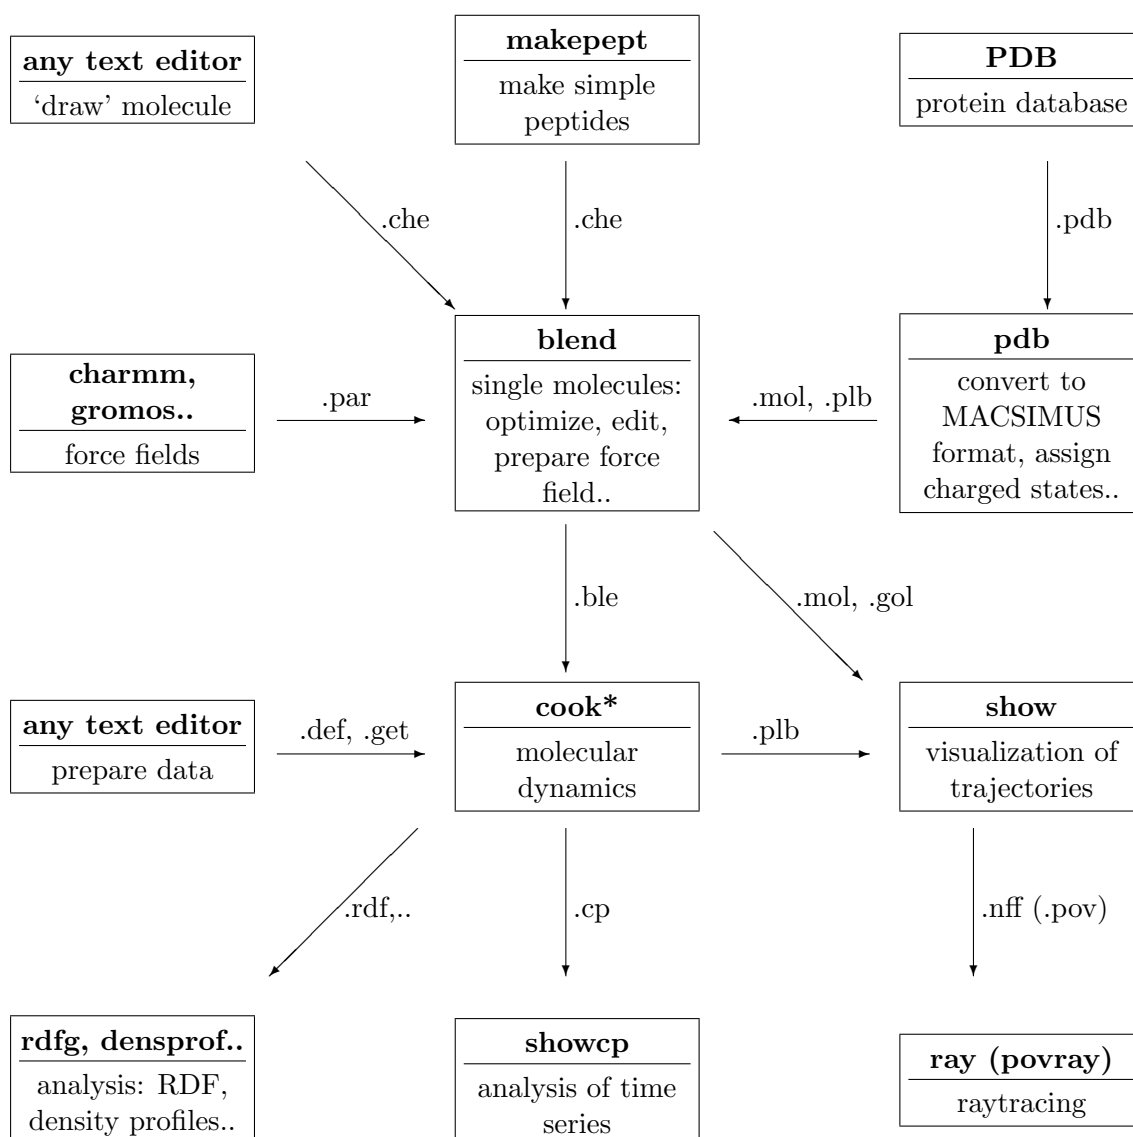 any text editor
‘draw’ molecule
makepept
make simple
peptides
PDB
protein database
.che
.che
.pdb
charmm,
gromos..
force fields
.par
blend
single molecules:
optimize, edit,
prepare force
field..
.mol, .plb
pdb
convert to
MACSIMUS
format, assign
charged states..
.ble
.mol, .gol
any text editor
prepare data
.def, .get
cook*
molecular
dynamics
.plb
show
visualization of
trajectories
.rdf,..
.cp
.nff (.pov)
rdfg, densprof..
analysis: RDF,
density profiles..
showcp
analysis of time
series
ray (povray)
raytracing